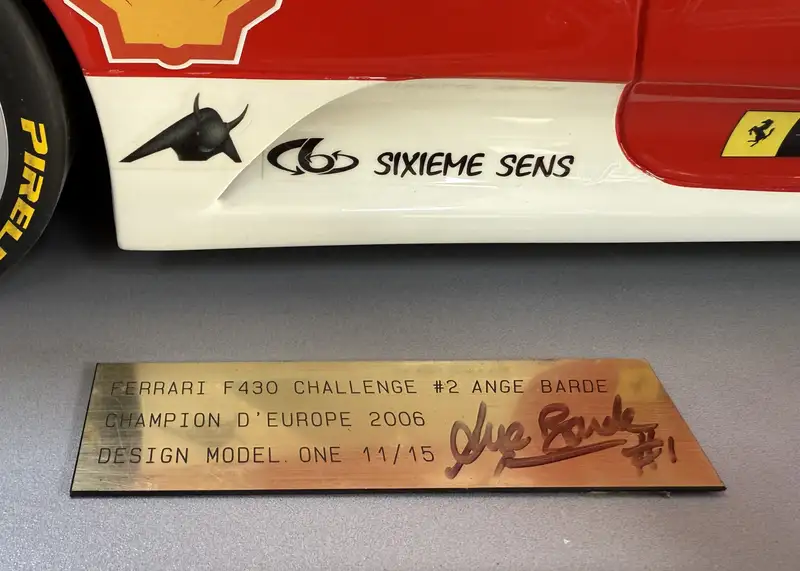 PIRELL
SIXIEME SENS
FERRARI F430 CHALLENGE #2 ANGE BARDE
CHAMPION D'EUROPE 2006
DESIGN MODEL.ONE 11/15
Ange Barde
#1